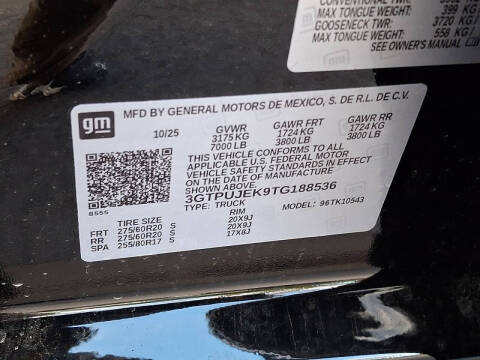 CONVENTIONAL TWR:
MAX TONGUE WEIGHT: 399 KG /
GOOSENECK TWR: 3720 KG /
MAX TONGUE WEIGHT: 558 KG /
SEE OWNER'S MANUAL
gm
MFD BY GENERAL MOTORS DE MEXICO, S. DE R.L. DE C.V.
10/25 GVWR GAWR FRT GAWR RR
3175 KG 1724 KG 1724 KG
7000 LB 3800 LB 3800 LB
THIS VEHICLE CONFORMS TO ALL
APPLICABLE U.S. FEDERAL MOTOR
VEHICLE SAFETY STANDARDS IN EFFECT
ON THE DATE OF MANUFACTURE
SHOWN ABOVE.
3GTPUJEK9TG188536
TYPE: TRUCK MODEL: 96TK10543
8555
TIRE SIZE RIM
FRT 275/60R20 S 20X9J
RR 275/60R20 S 20X9J
SPA 255/80R17 S 17X8J